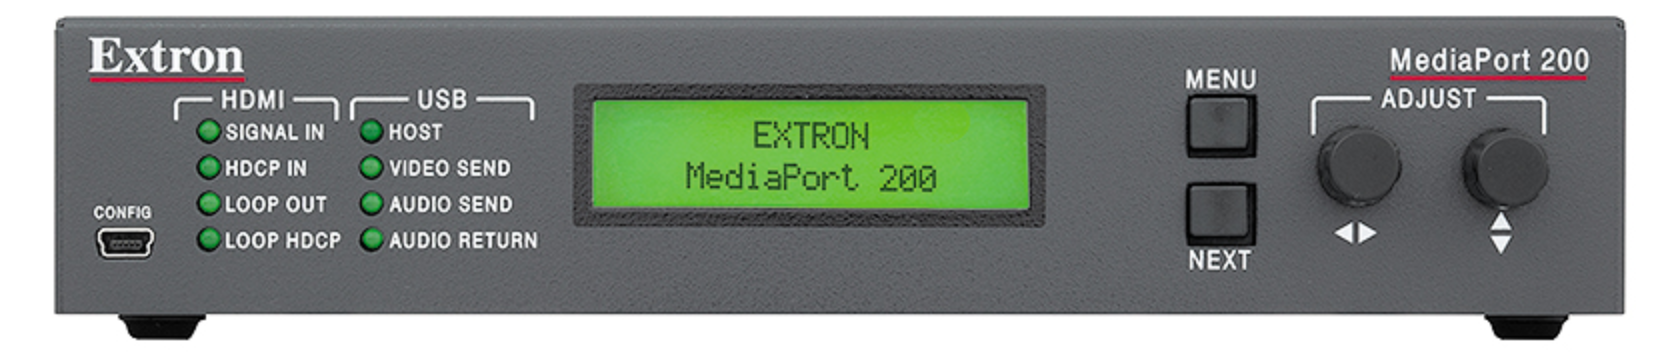 Extron
MediaPort 200
HDMI
SIGNAL IN
HDCP IN
LOOP OUT
LOOP HDCP
USB
HOST
VIDEO SEND
AUDIO SEND
AUDIO RETURN
CONFIG
EXTRON
MediaPort 200
MENU
NEXT
ADJUST